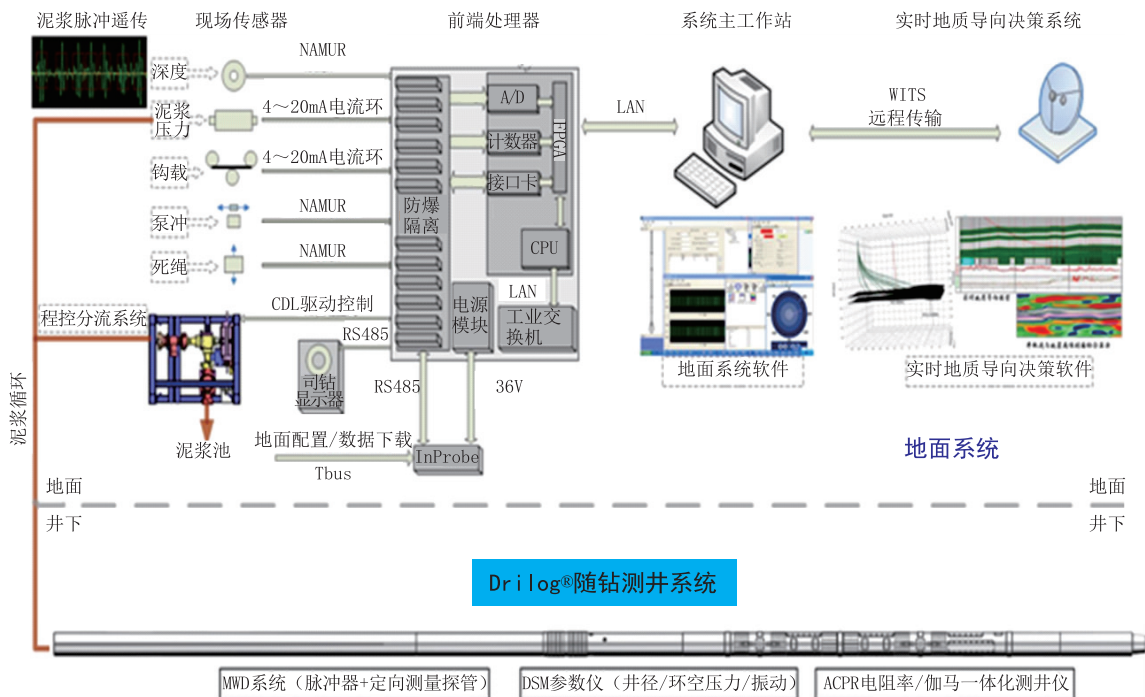 泥浆脉冲遥传
现场传感器
前端处理器
系统主工作站
实时地质导向决策系统
深度
NAMUR
泥浆
压力
4～20mA电流环
钩载
4～20mA电流环
泵冲
NAMUR
死绳
NAMUR
程控分流系统
CDL驱动控制
RS485
司钻
显示器
泥浆池
泥浆循环
防爆
隔离
A/D
计数器
接口卡
FPGA
CPU
LAN
电源
模块
工业交
换机
LAN
WITS
远程传输
地面系统软件
实时地质导向决策软件
RS485
36V
地面配置/数据下载
Tbus
InProbe
地面系统
地面
井下
地面
井下
Drilog®随钻测井系统
MWD系统（脉冲器+定向测量探管）
DSM参数仪（井径/环空压力/振动）
ACPR电阻率/伽马一体化测井仪